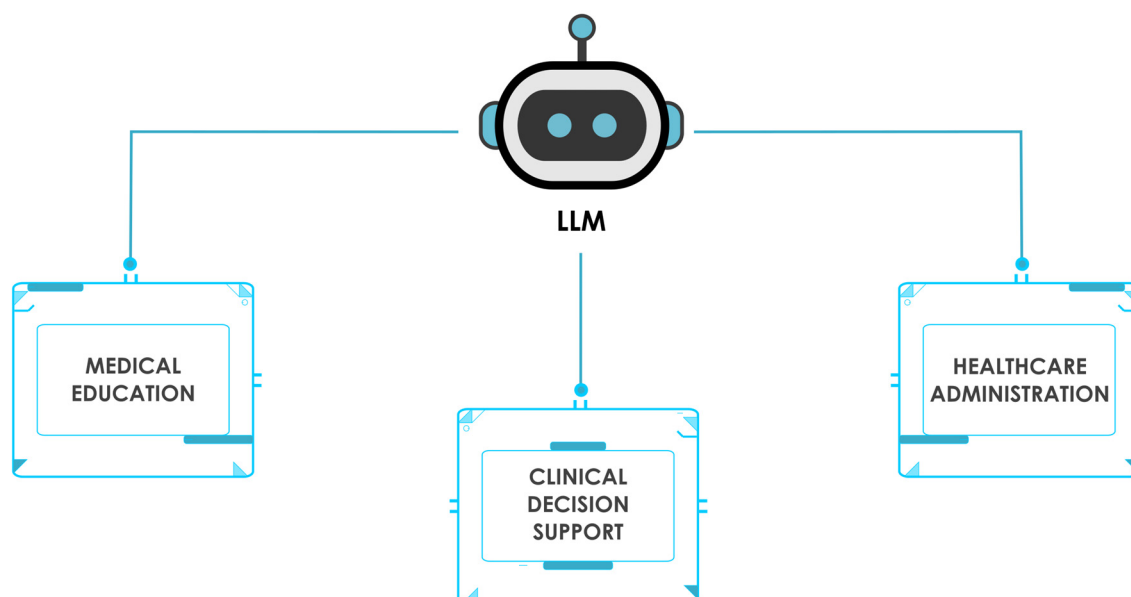 LLM
MEDICAL
EDUCATION
CLINICAL
DECISION
SUPPORT
HEALTHCARE
ADMINISTRATION